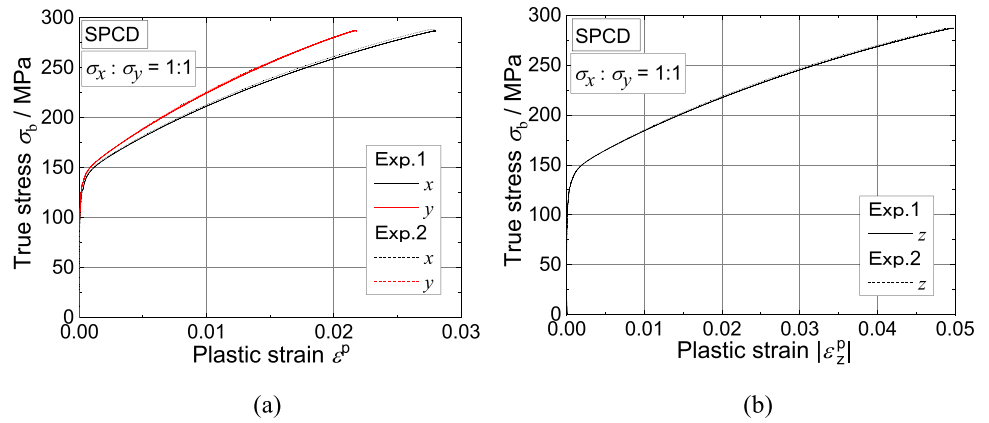 SPCD
σx : σy = 1:1
True stress σb / MPa
300
250
200
150
100
50
0
Exp.1
x
y
Exp.2
x
y
0.00 0.01 0.02 0.03
Plastic strain εp
(a)
SPCD
σx : σy = 1:1
True stress σb / MPa
300
250
200
150
100
50
0
Exp.1
z
Exp.2
z
0.00 0.01 0.02 0.03 0.04 0.05
Plastic strain |εzp|
(b)